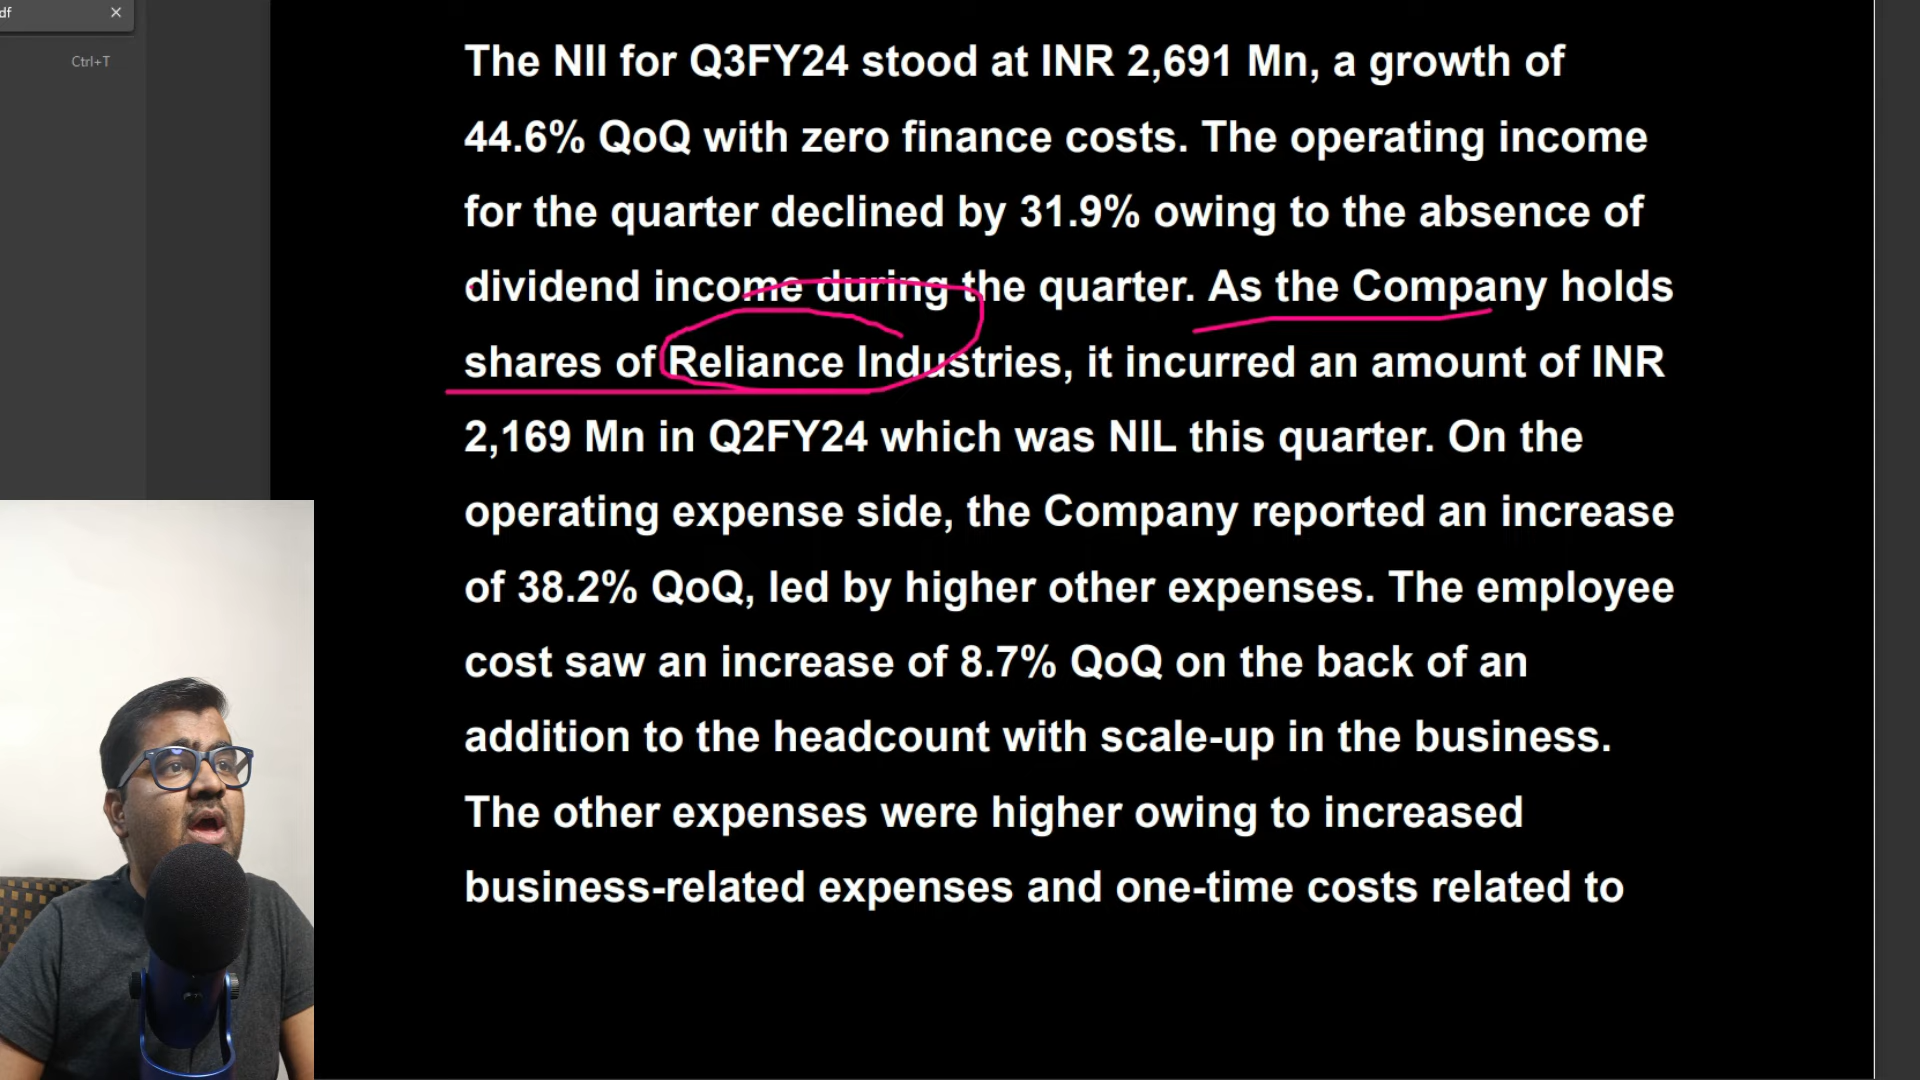 df
Ctrl+T
The NII for Q3FY24 stood at INR 2,691 Mn, a growth of
44.6% QoQ with zero finance costs. The operating income
for the quarter declined by 31.9% owing to the absence of
dividend income during the quarter. As the Company holds
shares of Reliance Industries, it incurred an amount of INR
2,169 Mn in Q2FY24 which was NIL this quarter. On the
operating expense side, the Company reported an increase
of 38.2% QoQ, led by higher other expenses. The employee
cost saw an increase of 8.7% QoQ on the back of an
addition to the headcount with scale-up in the business.
The other expenses were higher owing to increased
business-related expenses and one-time costs related to